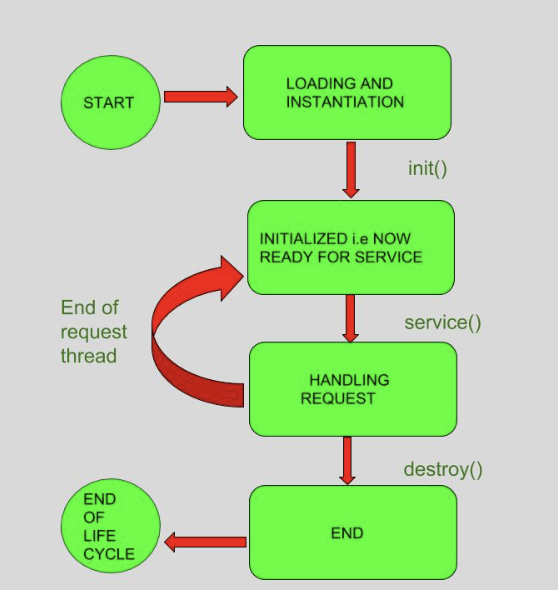 START
LOADING AND
INSTANTIATION
init()
INITIALIZED i.e NOW
READY FOR SERVICE
End of
request
thread
service()
HANDLING
REQUEST
destroy()
END
END
OF
LIFE
CYCLE